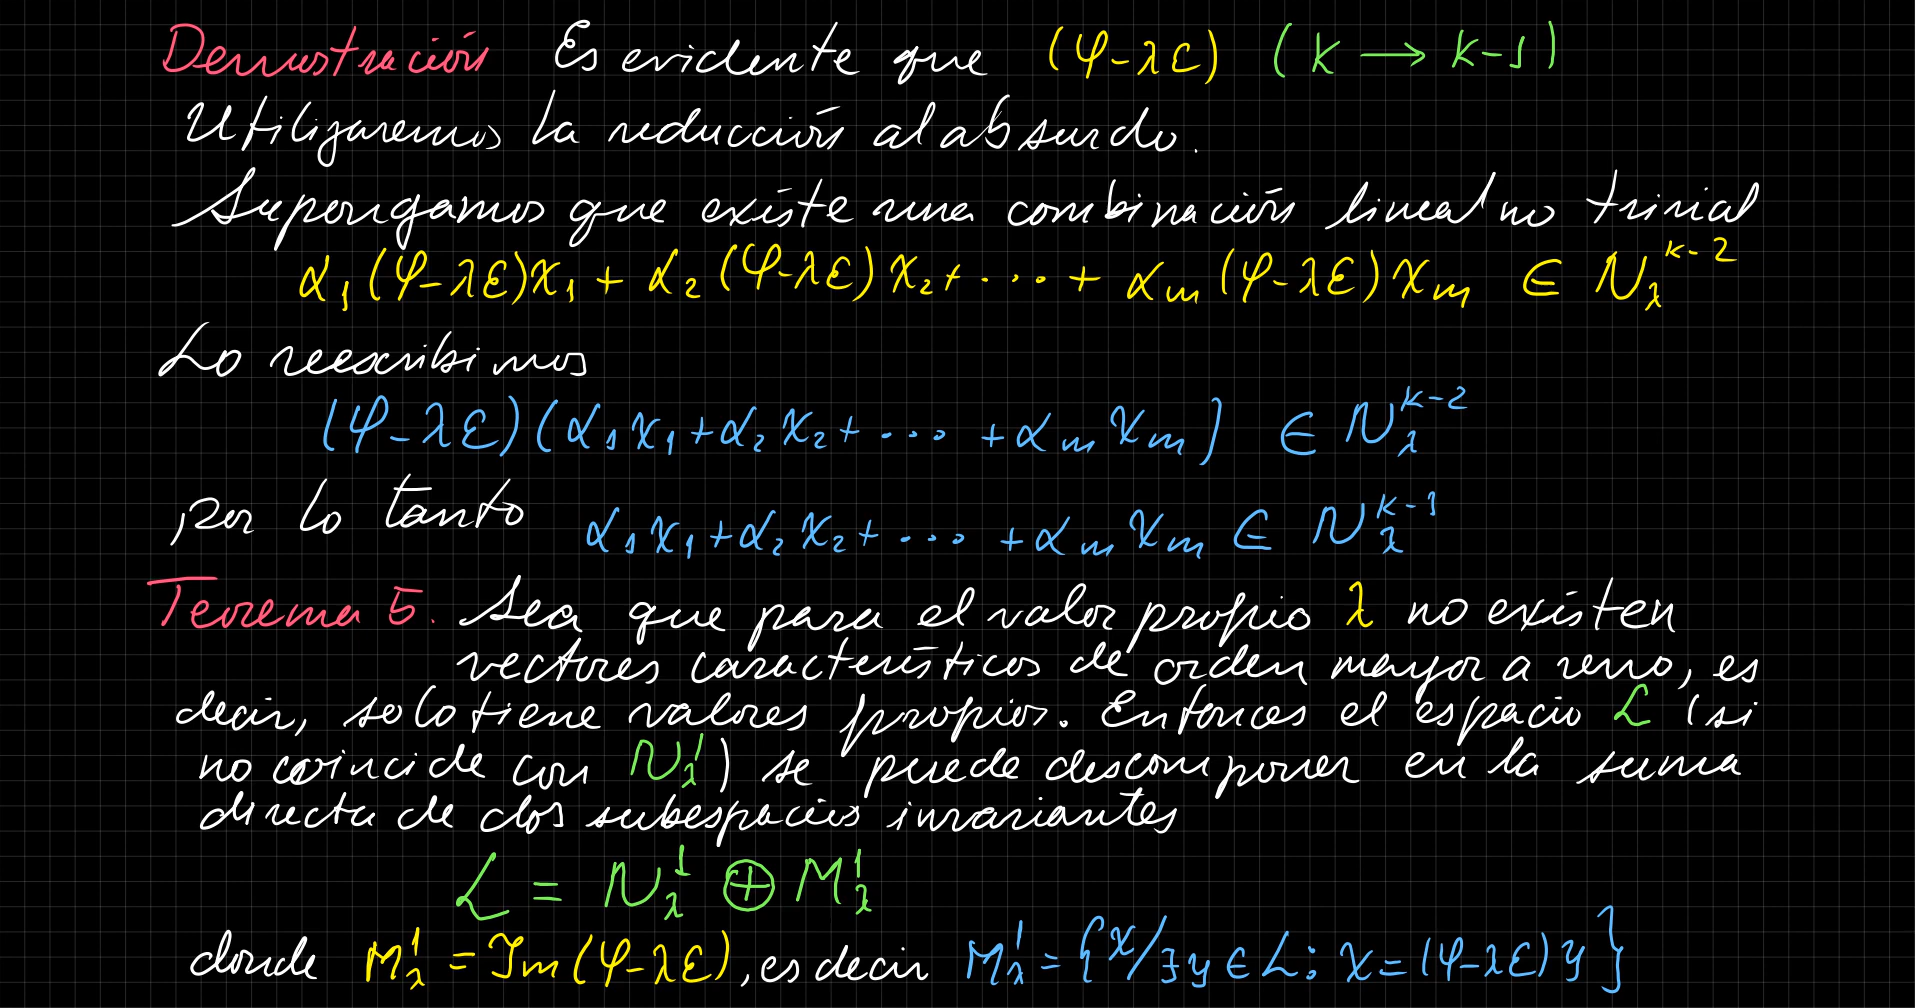 Demostración Es evidente que (φ-λε) (k → k-1)
Utilizaremos la reducción al absurdo.
Supongamos que existe una combinación lineal no trivial
α₁(φ-λε)x₁ + α₂(φ-λε)x₂ + ... + αₘ(φ-λε)xₘ ∈ N_λ^{k-2}
Lo reescribimos
(φ-λε)(α₁x₁+α₂x₂+ ... +αₘxₘ) ∈ N_λ^{k-2}
por lo tanto α₁x₁+α₂x₂+ ... +αₘxₘ ∈ N_λ^{k-1}
Teorema 5. Sea que para el valor propio λ no existen
vectores característicos de orden mayor a uno, es
decir, solo tiene valores propios. Entonces el espacio L (si
no coincide con N_λ^1) se puede descomponer en la suma
directa de dos subespacios invariantes
L = N_λ^1 ⊕ M_λ^1
donde M_λ^1 = Im(φ-λε), es decir M_λ^1 = {x/∃y∈L: x=(φ-λε)y}